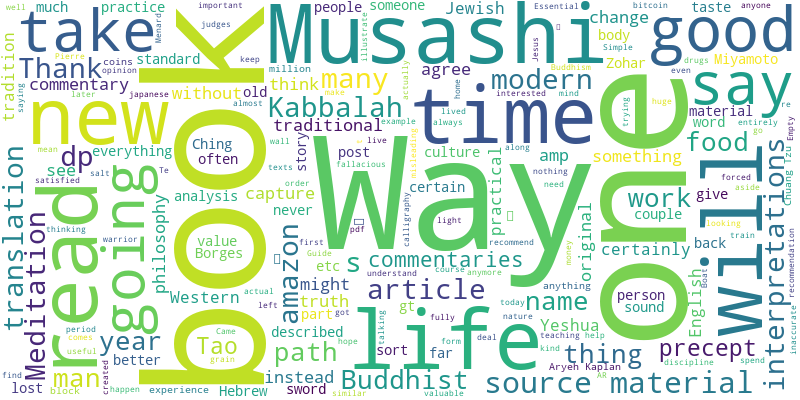 well much practice someone Jewish Essential bitcoin taste anyone
important people illustrate change
judges body
take Musashi good
coins standard keep Simple drugs
Thank opinion million agree modern Zohar Miyamoto
tradition commentary Pierre Menard
saying later japanese without old think many Jesus Buddhism even
almost actually interested mind say
new Kabbalah time material huge
make home trying
traditional lived always word entirely
dp Ching often wall live example along go
everything story post culture amp something food
see mean fallacious misleading nothing
satisfied salt Te texts Way one
translation read going book analysis capture certain need work
thinking philosophy order practical original couple give
never pdf calligraphy light forced
value Borges commentaries certainly aside back
warrior amazon s recommend looking
Meditation Western first etc might course anymore money train
Guide understand anything person English Boat
period actual truth article name sound will interpretations
year left part gt today nature Yeshua Empty
useful Tao described fully teaching help Chuang Tzu
comes Came path hope talking form thing precept
man better grain sort far deal kind
find created instead got life source material
lost block happen Hebrew sword Buddhist Aryeh Kaplan discipline spend
experience similar valuable AR inaccurate recommendation
re